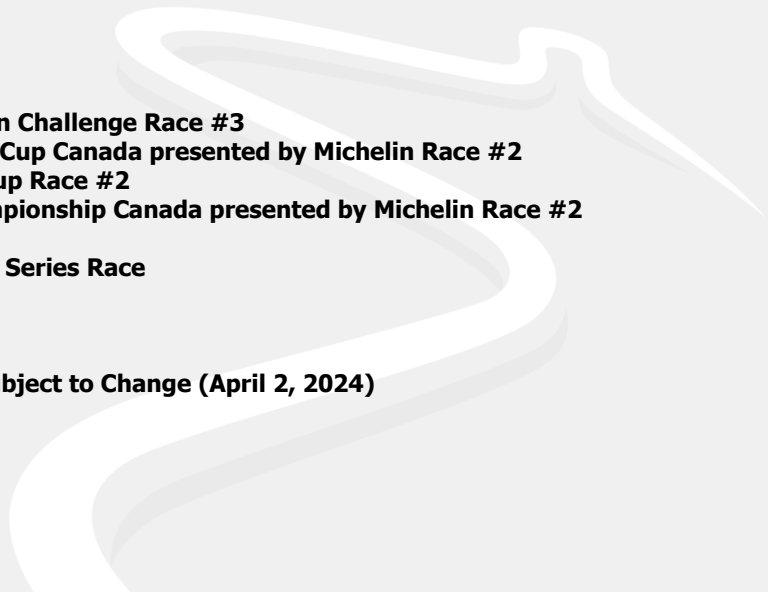 n Challenge Race #3
Cup Canada presented by Michelin Race #2
up Race #2
pionship Canada presented by Michelin Race #2
Series Race
bject to Change (April 2, 2024)